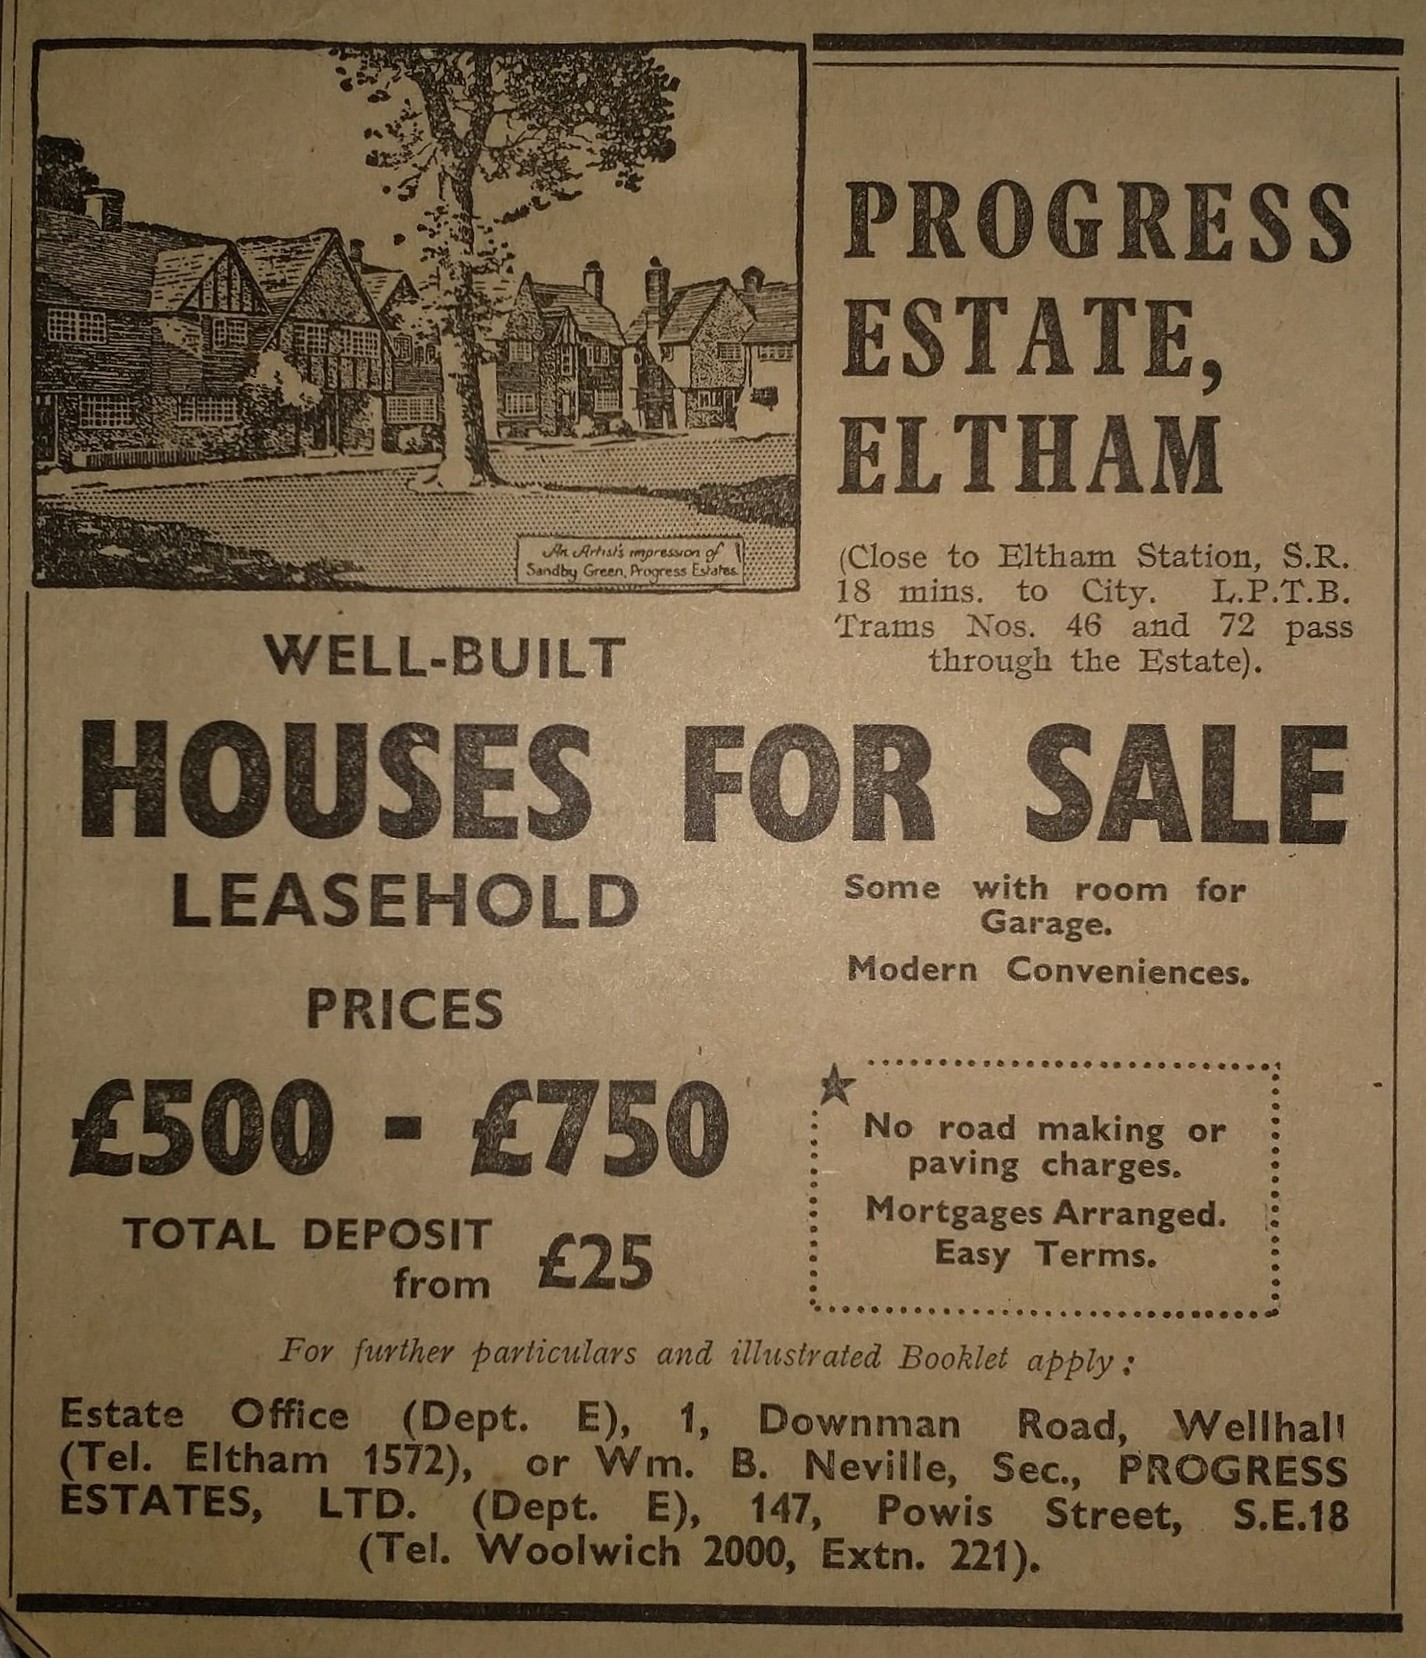 An Artist's impression of
Sandby Green, Progress Estates.
PROGRESS
ESTATE,
ELTHAM
(Close to Eltham Station, S.R.
18 mins. to City. L.P.T.B.
Trams Nos. 46 and 72 pass
through the Estate).
WELL-BUILT
HOUSES FOR SALE
LEASEHOLD
Some with room for
Garage.
Modern Conveniences.
PRICES
£500 - £750
TOTAL DEPOSIT
from £25
★
No road making or
paving charges.
Mortgages Arranged.
Easy Terms.
For further particulars and illustrated Booklet apply :
Estate Office (Dept. E), 1, Downman Road, Wellhall
(Tel. Eltham 1572), or Wm. B. Neville, Sec., PROGRESS
ESTATES, LTD. (Dept. E), 147, Powis Street, S.E.18
(Tel. Woolwich 2000, Extn. 221).